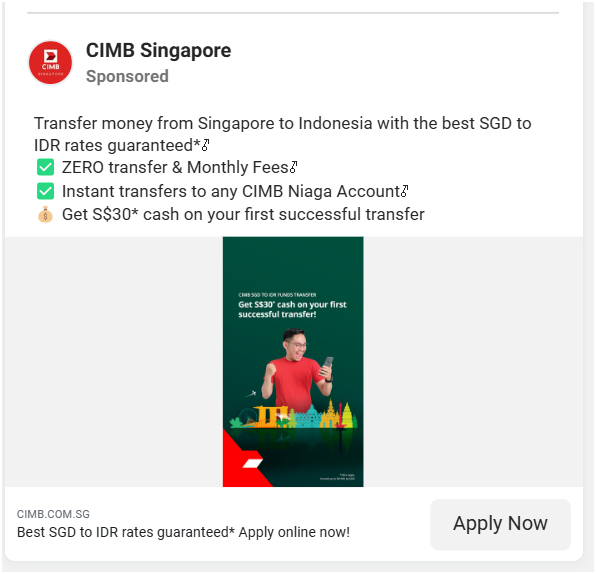 CIMB Singapore
Sponsored
CIMB
SINGAPORE
Transfer money from Singapore to Indonesia with the best SGD to
IDR rates guaranteed*
✅ ZERO transfer & Monthly Fees
✅ Instant transfers to any CIMB Niaga Account
💰 Get S$30* cash on your first successful transfer
CIMB SGD TO IDR FUNDS TRANSFER
Get S$30* cash on your first
successful transfer!
CIMB.COM.SG
Best SGD to IDR rates guaranteed* Apply online now!
Apply Now